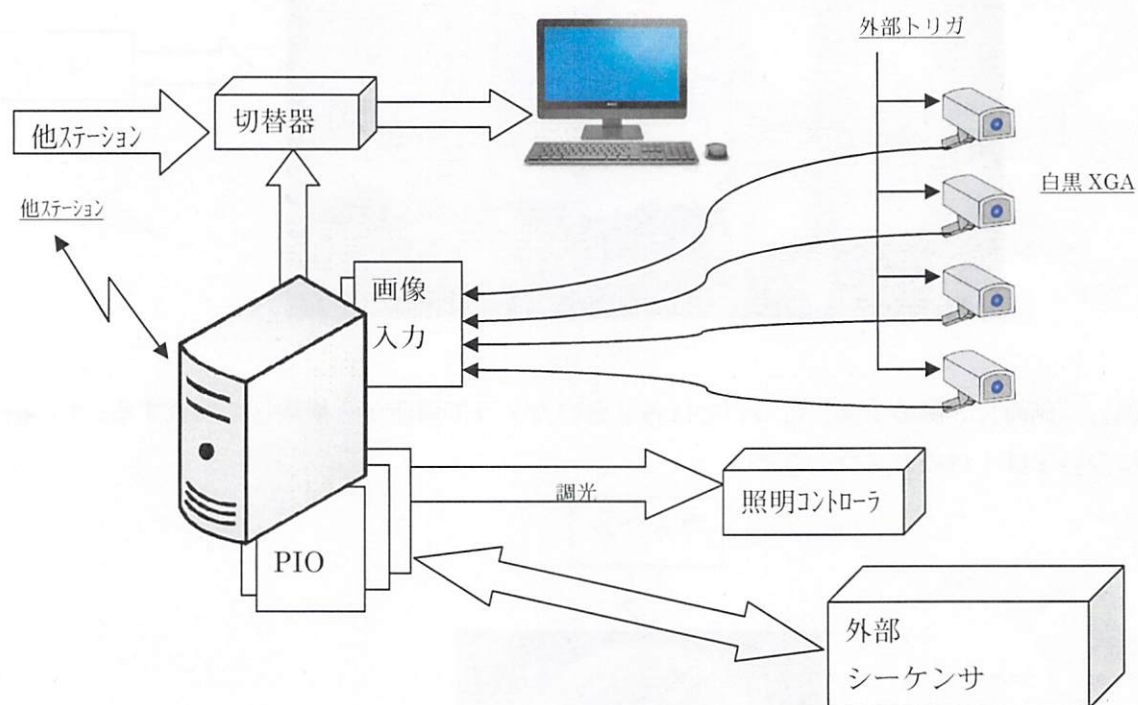 外部トリガ
切替器
他ステーション
白黒 XGA
他ステーション
画像
入力
調光
照明コントローラ
PIO
外部
シーケンサ